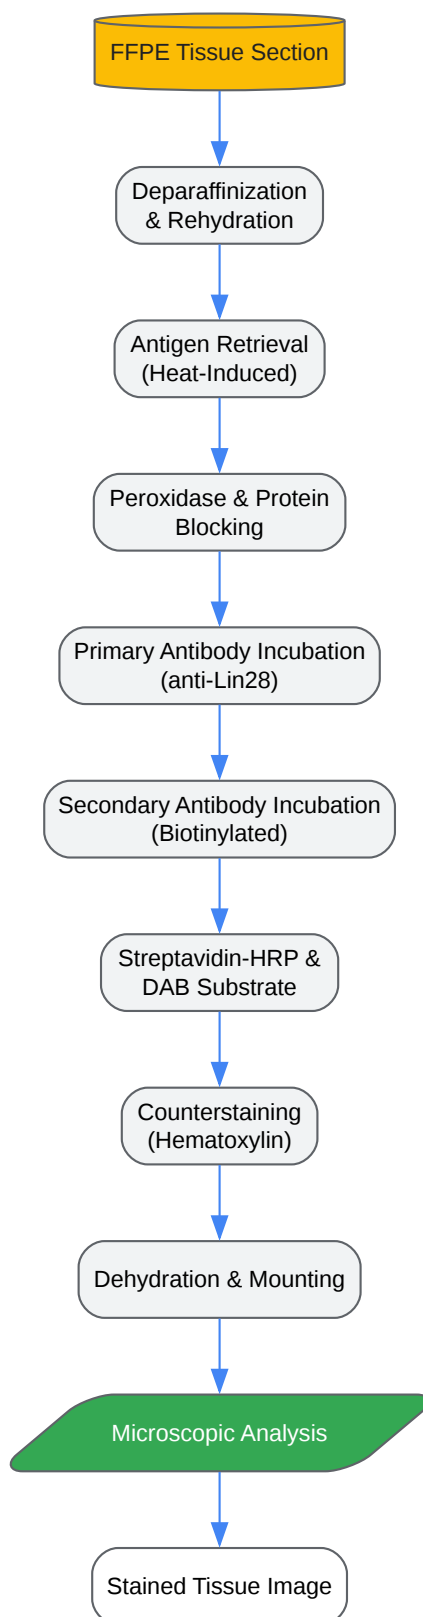 FFPE Tissue Section
Deparaffinization
& Rehydration
Antigen Retrieval
(Heat-Induced)
Peroxidase & Protein
Blocking
Primary Antibody Incubation
(anti-Lin28)
Secondary Antibody Incubation
(Biotinylated)
Streptavidin-HRP &
DAB Substrate
Counterstaining
(Hematoxylin)
Dehydration & Mounting
Microscopic Analysis
Stained Tissue Image